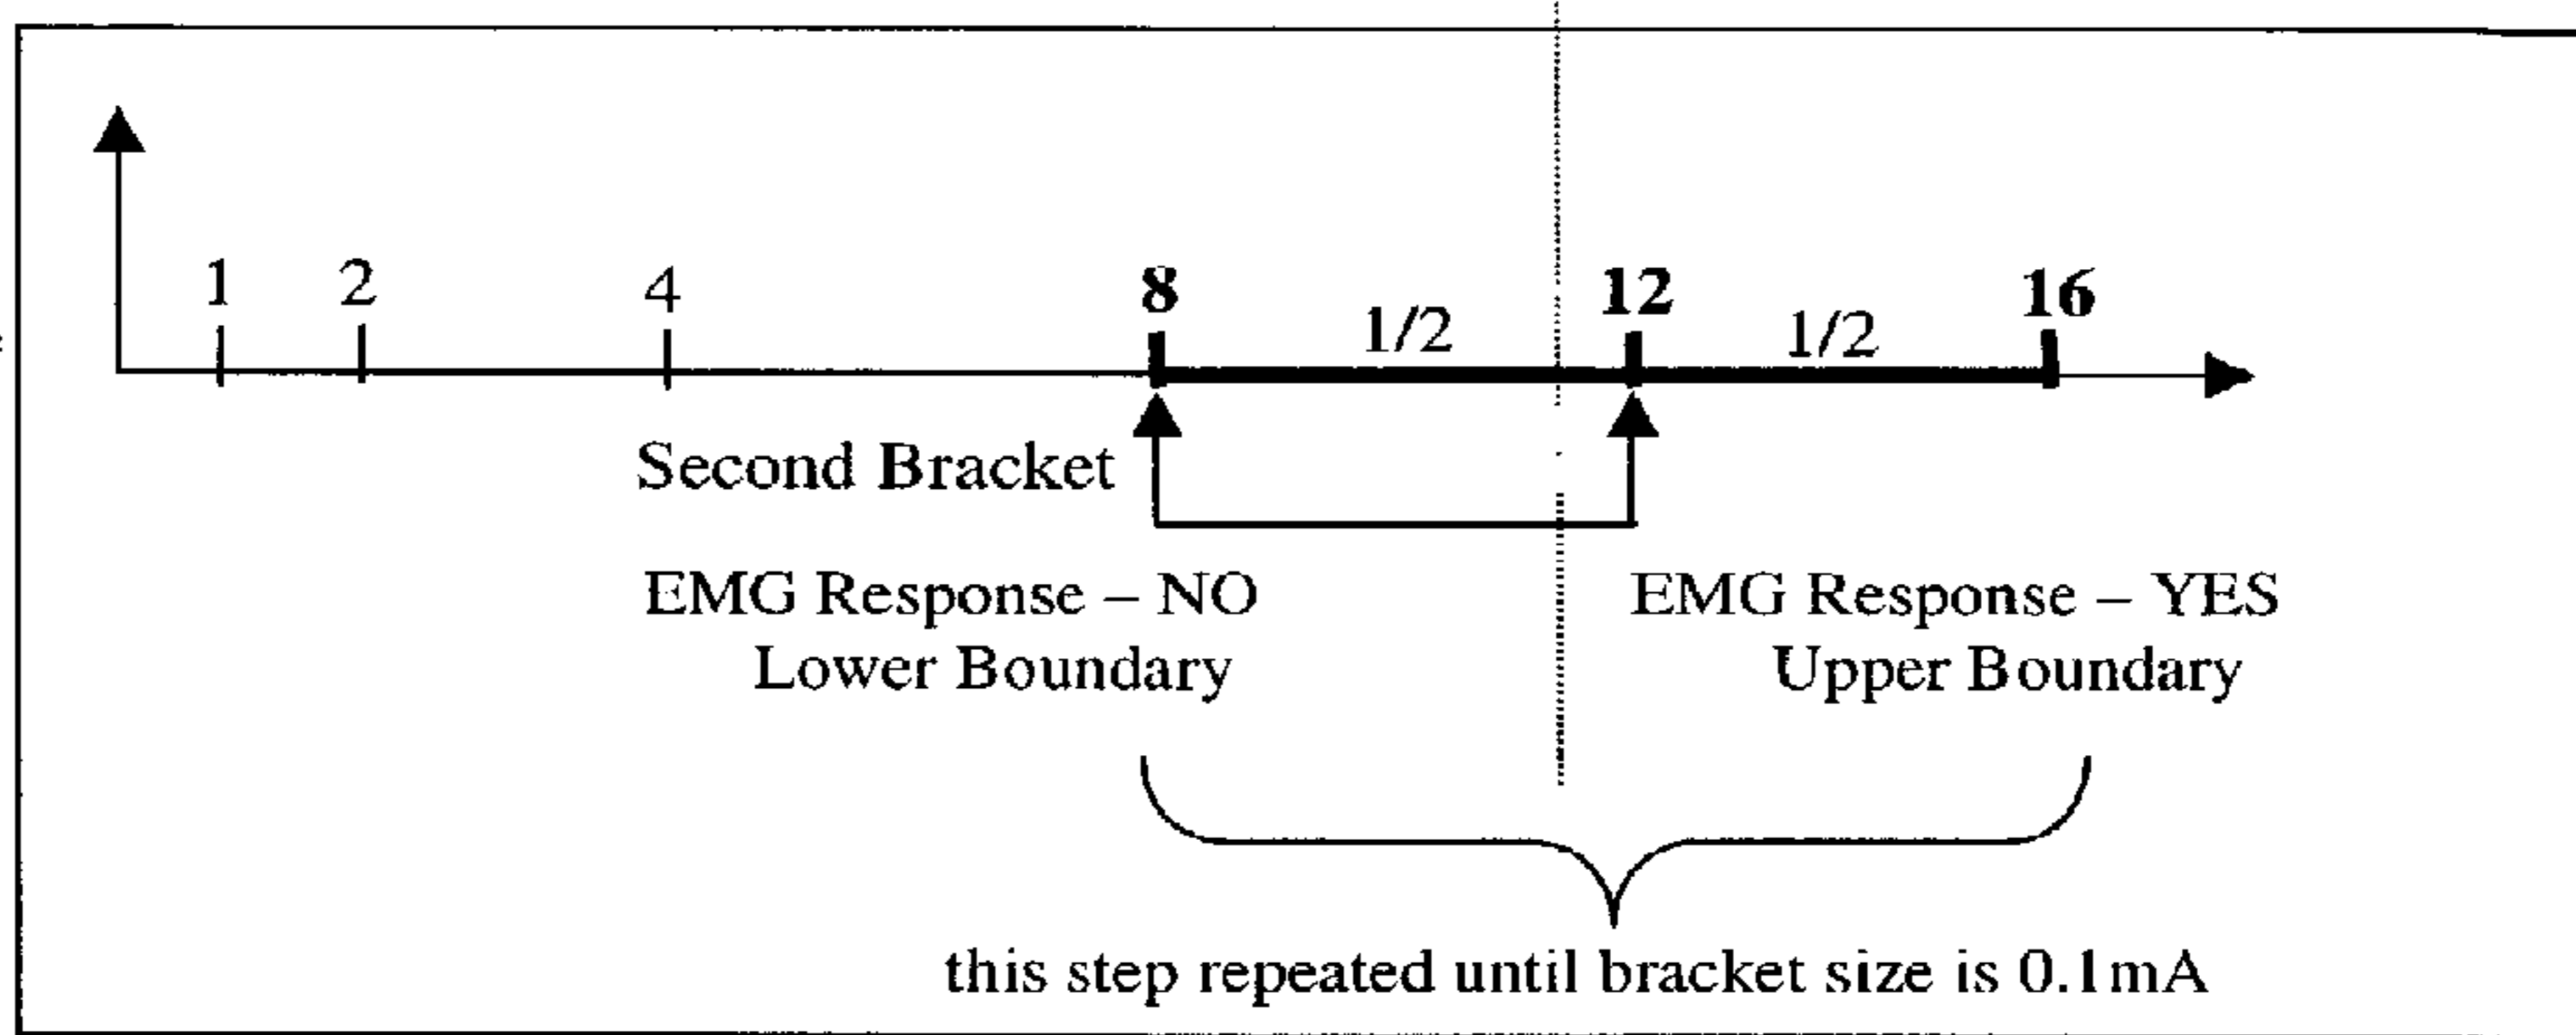 1 2 4 8 12 16
1/2 1/2
Second Bracket
EMG Response – NO EMG Response – YES
Lower Boundary Upper Boundary
this step repeated until bracket size is 0.1mA